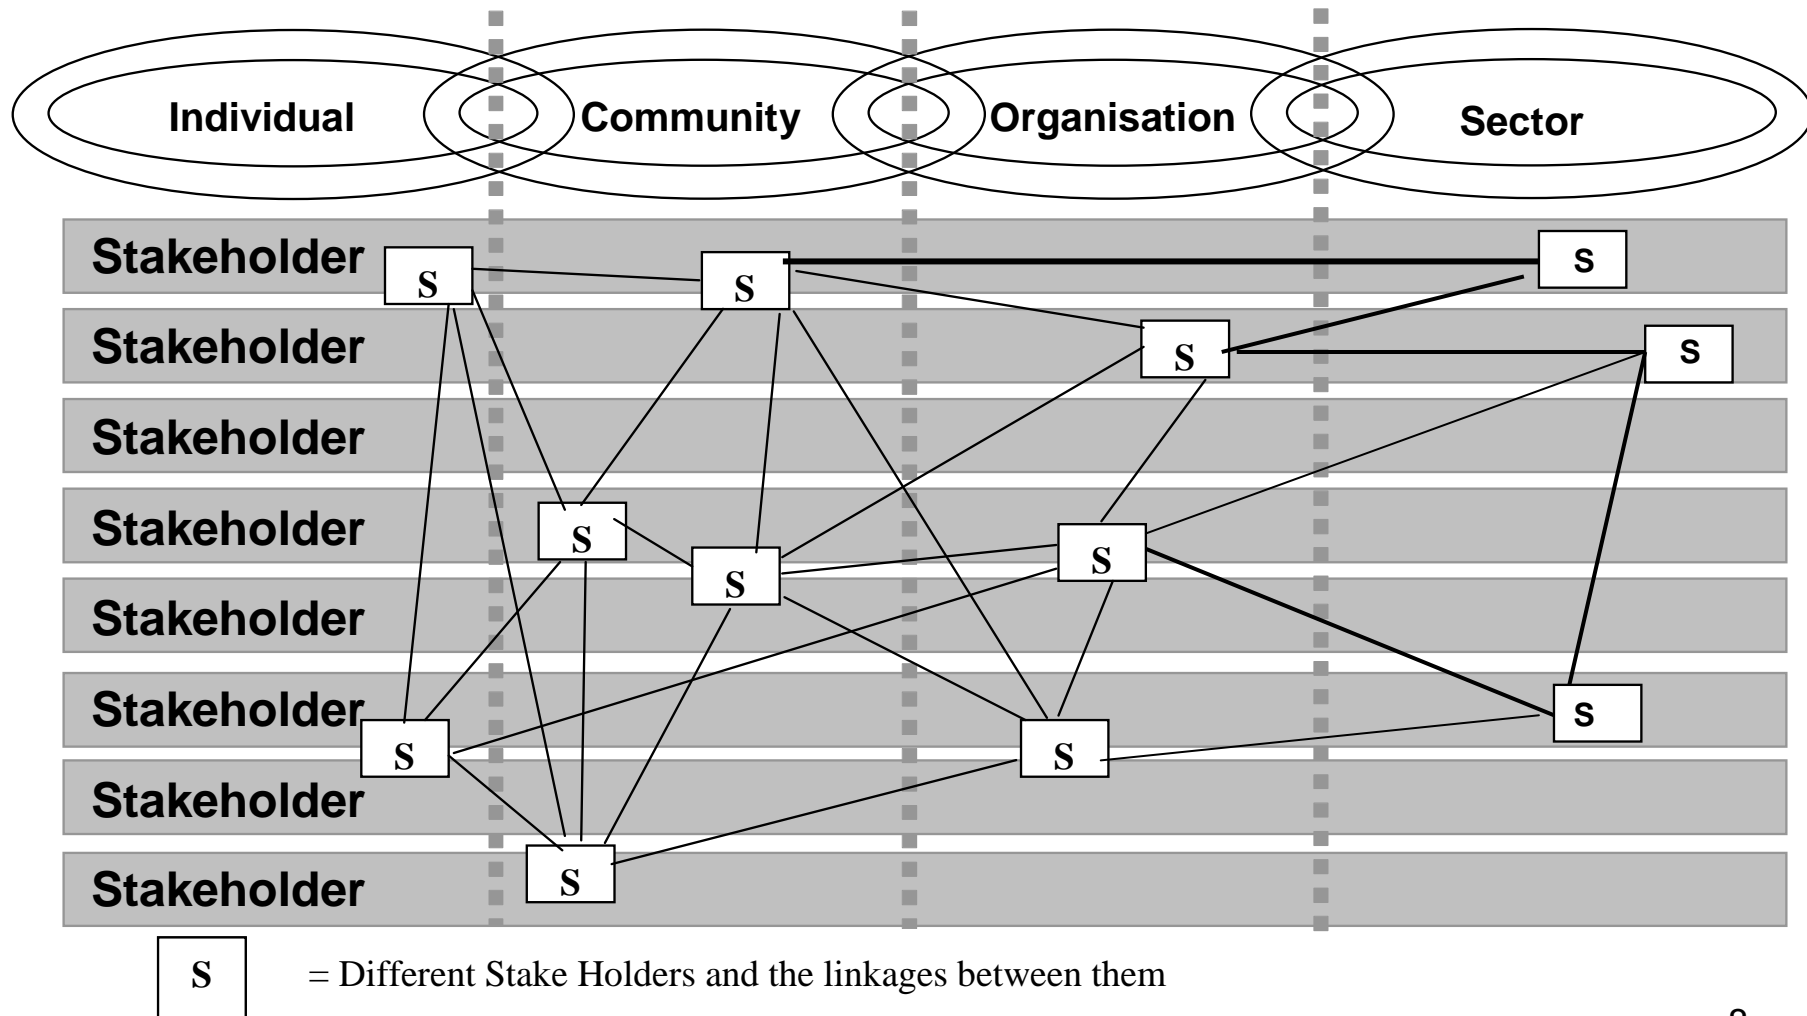 Individual Community Organisation Sector
Stakeholder S S S
Stakeholder S S
Stakeholder
Stakeholder S S
Stakeholder S
Stakeholder S S S
Stakeholder
Stakeholder S
S = Different Stake Holders and the linkages between them